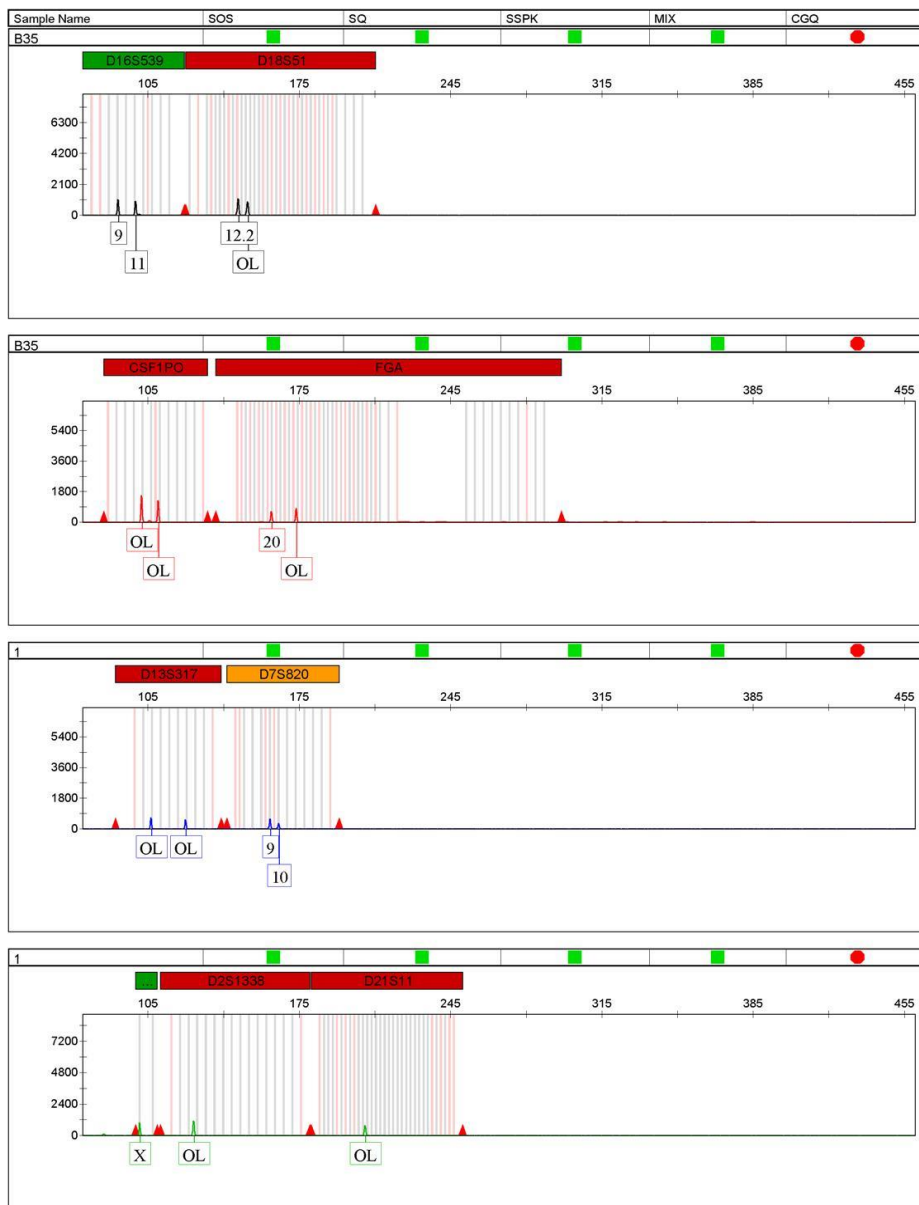 Sample Name SOS SQ SSPK MIX CGQ
B35
D16S539 D18S51
105 175 245 315 385 455
6300
4200
2100
0
9 12.2
11 OL
B35
CSF1PO FGA
105 175 245 315 385 455
5400
3600
1800
0
OL 20
OL OL
1
D13S317 D7S820
105 175 245 315 385 455
5400
3600
1800
0
OL OL 9
10
1
... D2S1338 D21S11
105 175 245 315 385 455
7200
4800
2400
0
X OL OL